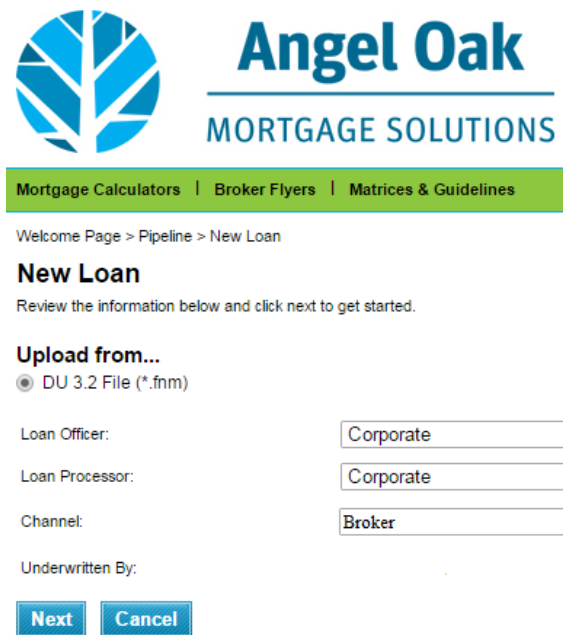 Angel Oak
MORTGAGE SOLUTIONS
Mortgage Calculators | Broker Flyers | Matrices & Guidelines
Welcome Page > Pipeline > New Loan
New Loan
Review the information below and click next to get started.
Upload from...
DU 3.2 File (*.fnm)
Loan Officer: Corporate
Loan Processor: Corporate
Channel: Broker
Underwritten By:
Next Cancel